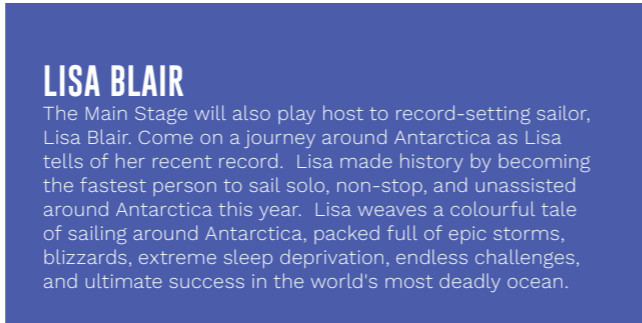 LISA BLAIR
The Main Stage will also play host to record-setting sailor,
Lisa Blair. Come on a journey around Antarctica as Lisa
tells of her recent record.  Lisa made history by becoming
the fastest person to sail solo, non-stop, and unassisted
around Antarctica this year.  Lisa weaves a colourful tale
of sailing around Antarctica, packed full of epic storms,
blizzards, extreme sleep deprivation, endless challenges,
and ultimate success in the world's most deadly ocean.